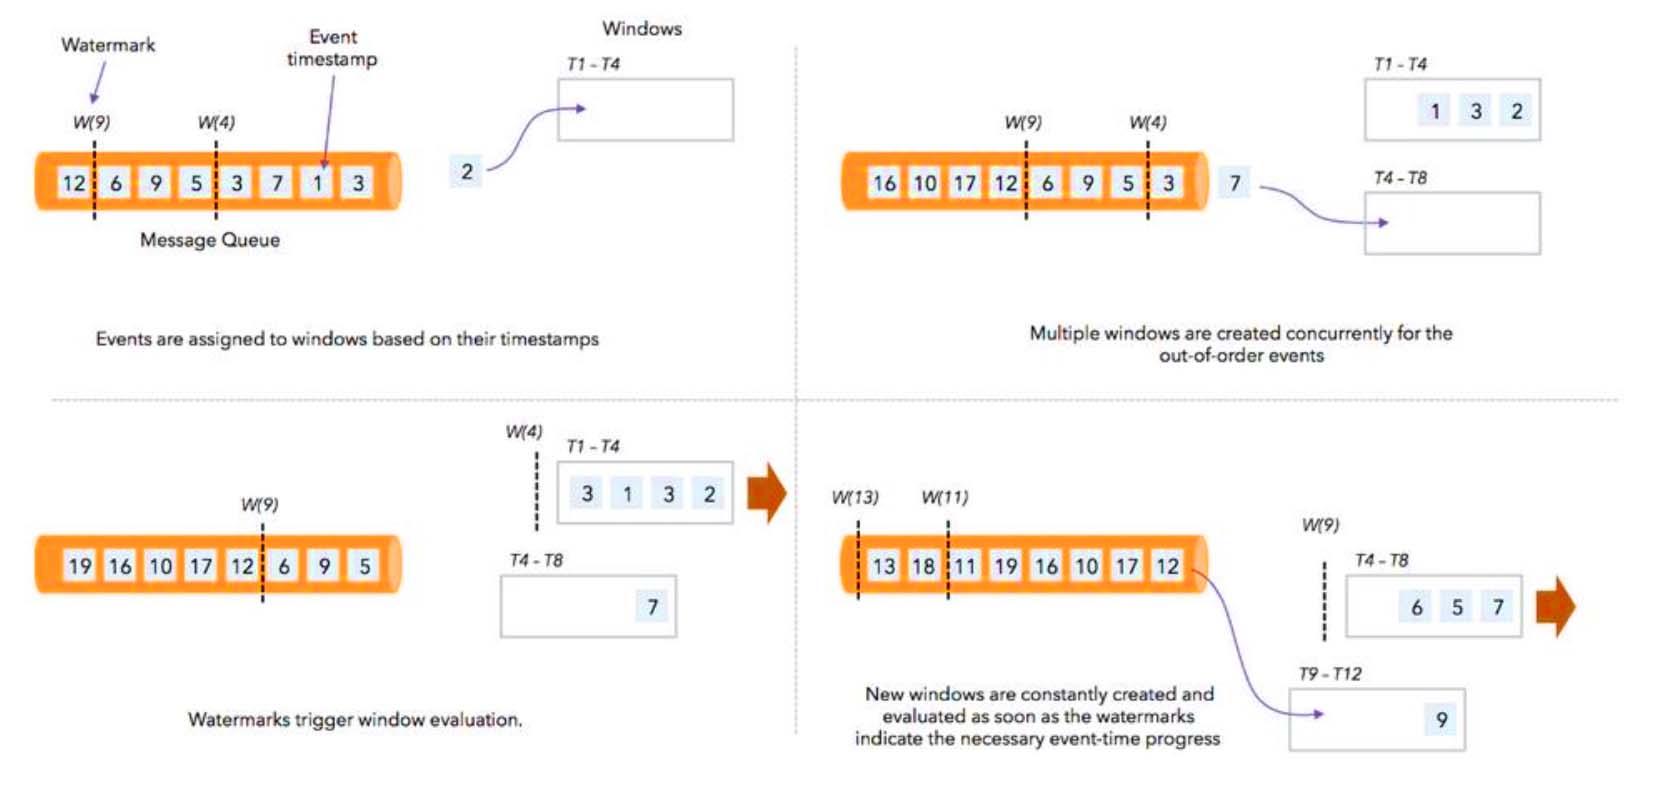 Windows
Watermark
Event
timestamp
T1 - T4
W(9)
W(4)
12 6 9 5 3 7 1 3
2
Message Queue
Events are assigned to windows based on their timestamps
T1 - T4
1 3 2
W(9)
W(4)
16 10 17 12 6 9 5 3
7
T4 - T8
Multiple windows are created concurrently for the
out-of-order events
W(4)
T1 - T4
3 1 3 2
W(9)
19 16 10 17 12 6 9 5
T4 - T8
7
Watermarks trigger window evaluation.
W(13)
W(11)
13 18 11 19 16 10 17 12
W(9)
T4 - T8
6 5 7
T9 - T12
9
New windows are constantly created and
evaluated as soon as the watermarks
indicate the necessary event-time progress